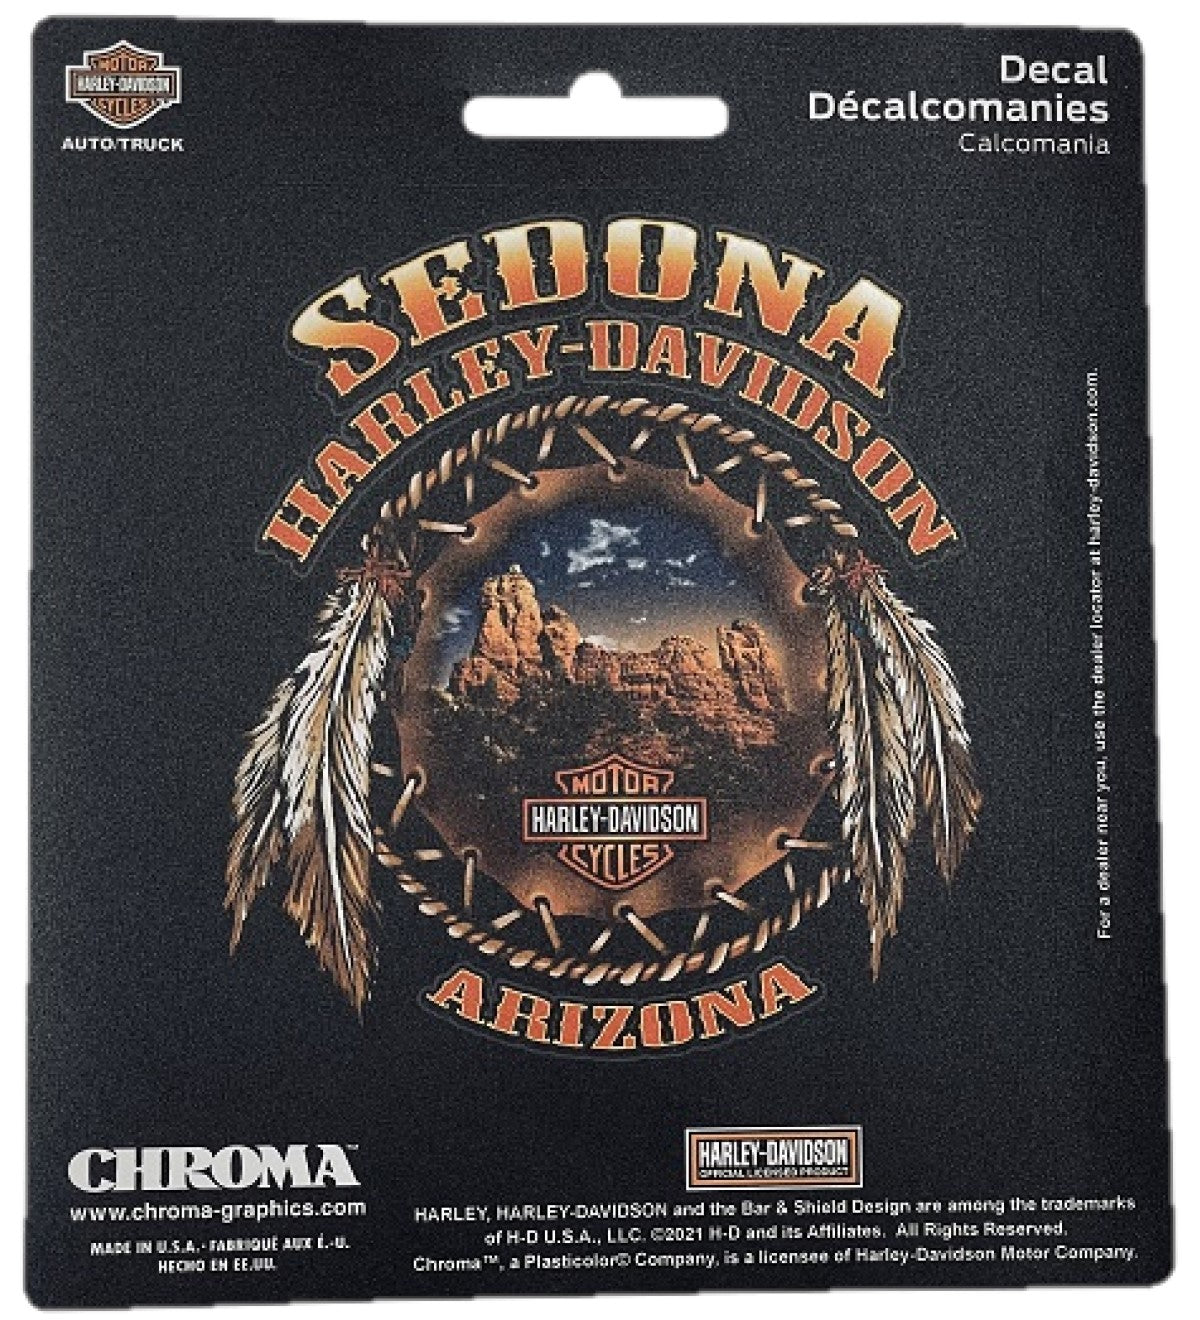 MOTOR
HARLEY-DAVIDSON
CYCLES
AUTO/TRUCK
Decal
Décalcomanies
Calcomania
SEDONA
HARLEY-DAVIDSON
MOTOR
HARLEY-DAVIDSON
CYCLES
ARIZONA
For a dealer near you, use the dealer locator at harley-davidson.com.
CHROMA™
www.chroma-graphics.com
MADE IN U.S.A. - FABRIQUÉ AUX É.-U.
HECHO EN EE.UU.
HARLEY-DAVIDSON
OFFICIAL LICENSED PRODUCT
HARLEY, HARLEY-DAVIDSON and the Bar & Shield Design are among the trademarks
of H-D U.S.A., LLC. ©2021 H-D and its Affiliates. All Rights Reserved.
Chroma™, a Plasticolor© Company, is a licensee of Harley-Davidson Motor Company.